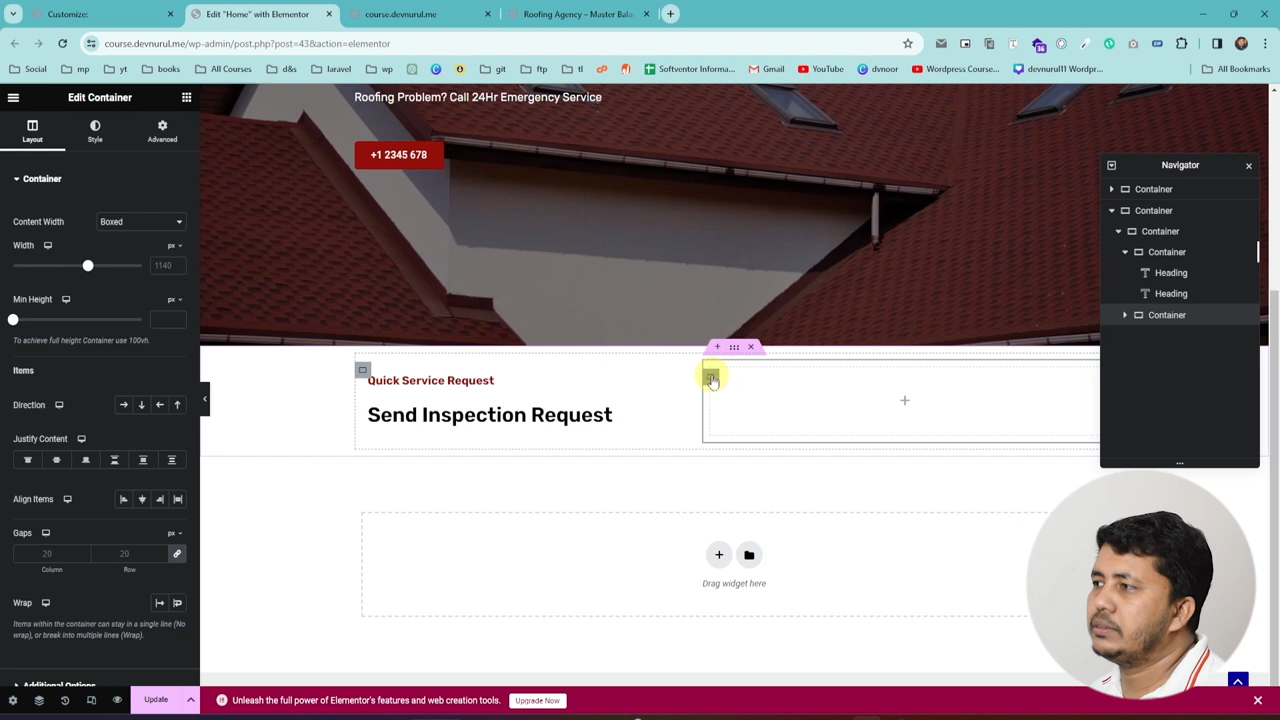 Customize:
Edit "Home" with Elementor
course.devnurul.me
Roofing Agency – Master Bala
course.devnurul.me/wp-admin/post.php?post=43&action=elementor
36
Social
mp
yt
books
All Courses
d&s
laravel
wp
git
ftp
tl
Softventor Informa...
Gmail
YouTube
dvnoor
Wordpress Course...
devnurul11 Wordpr...
All Bookmarks
Edit Container
Layout
Style
Advanced
Container
Content Width
Boxed
Width
px
1140
Min Height
px
To achieve full height Container use 100vh.
Items
Direction
Justify Content
Align Items
Gaps
px
20
20
Column
Row
Wrap
Items within the container can stay in a single line (No
wrap), or break into multiple lines (Wrap).
Additional Options
Update
Roofing Problem? Call 24Hr Emergency Service
+1 2345 678
Quick Service Request
Send Inspection Request
Drag widget here
Navigator
Container
Container
Container
Container
Heading
Heading
Container
Unleash the full power of Elementor's features and web creation tools.
Upgrade Now